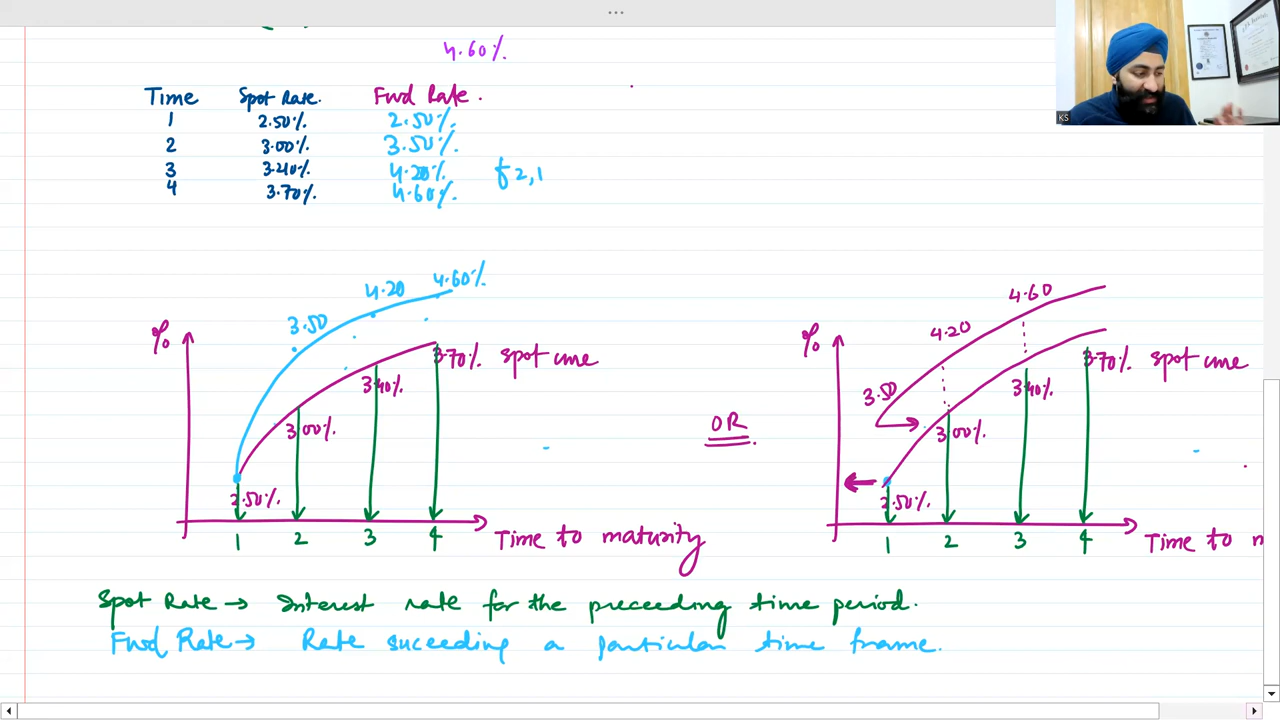 4.60%
Time Spot Rate. Fwd Rate.
1 2.50% 2.50%
2 3.00% 3.50%
3 3.40% 4.20% f 2,1
4 3.70% 4.60%
% 3.50 4.20 4.60%
3.70% Spot curve
3.40%
3.00%
2.50%
1 2 3 4 Time to maturity
OR
% 3.50 4.20 4.60
3.70% Spot curve
3.40%
3.00%
2.50%
1 2 3 4 Time to m
Spot Rate → Interest rate for the preceeding time period.
Fwd Rate → Rate suceeding a particular time frame.
KS